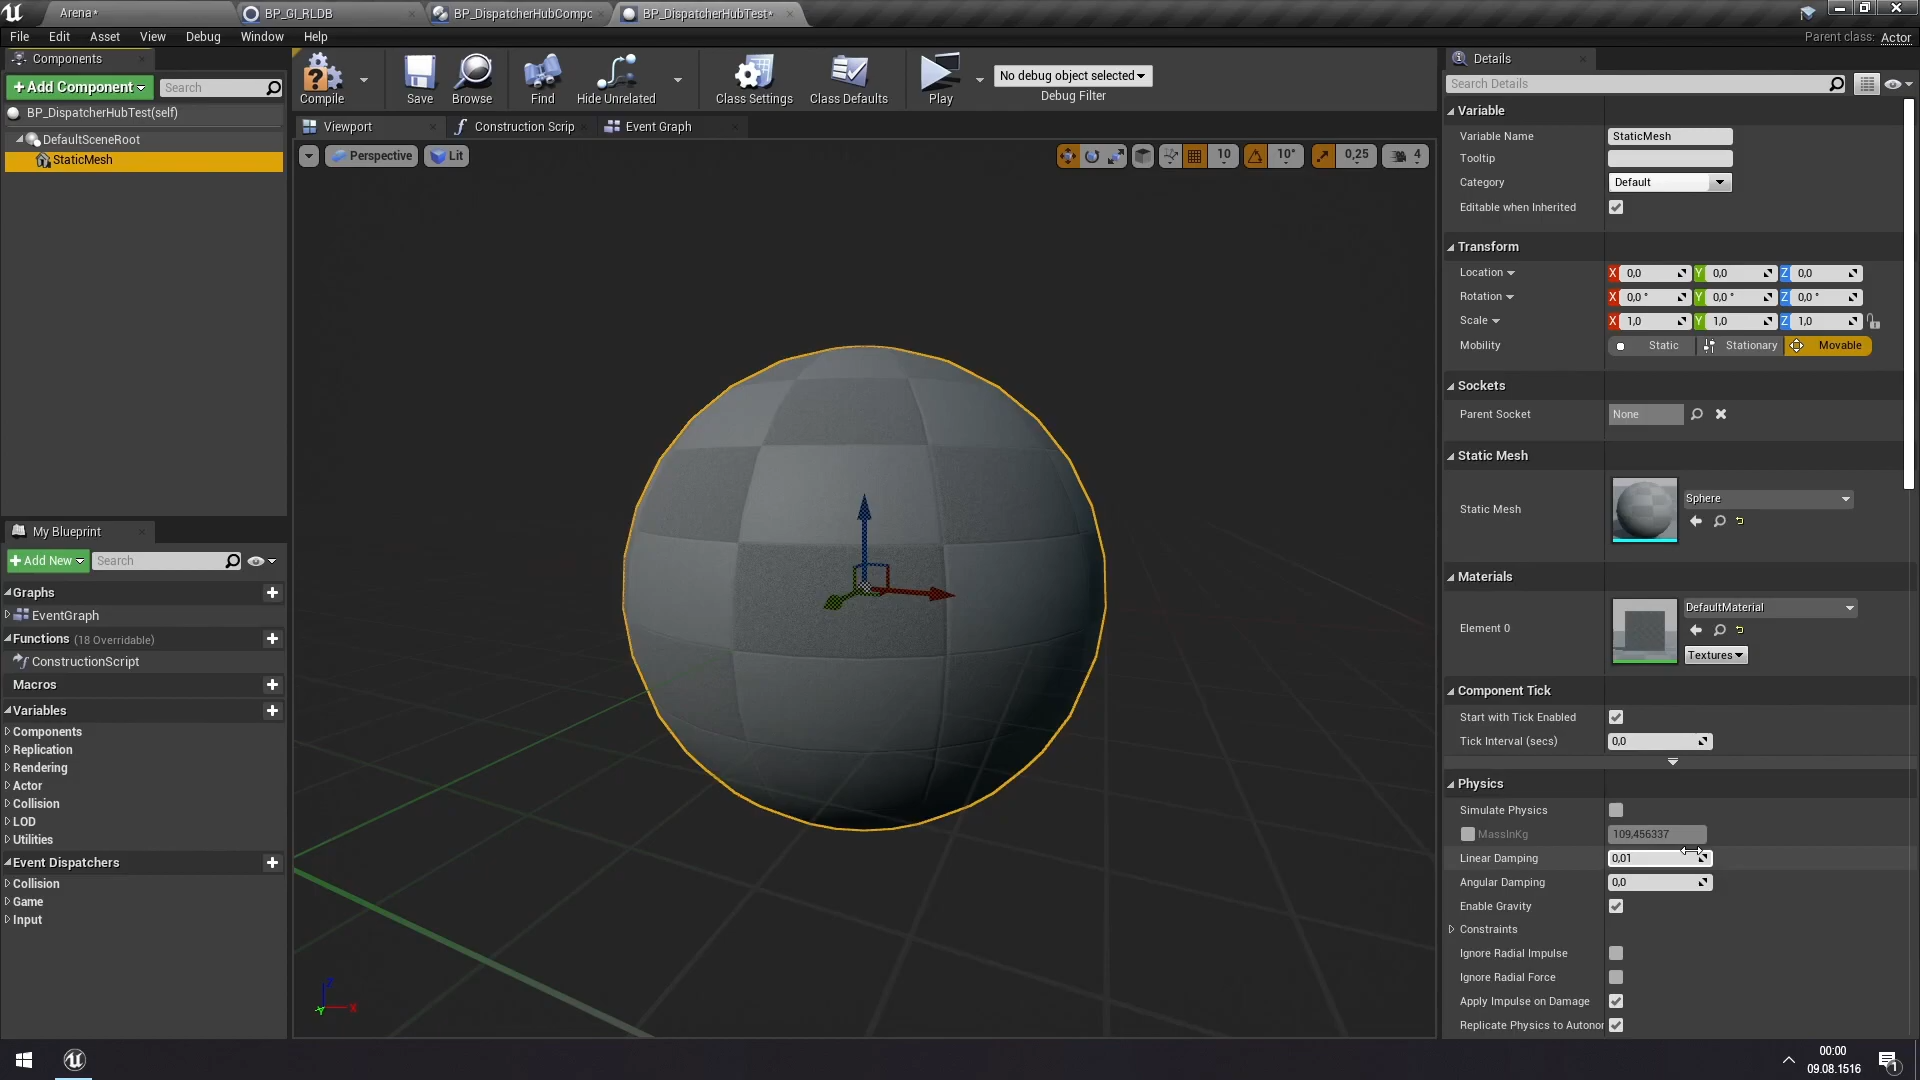 Arena*
BP_GI_RLDB
BP_DispatcherHubCompc
BP_DispatcherHubTest*
File Edit Asset View Debug Window Help
Parent class: Actor
Components
+ Add Component
Search
BP_DispatcherHubTest(self)
DefaultSceneRoot
StaticMesh
My Blueprint
+ Add New
Search
Graphs
EventGraph
Functions (18 Overridable)
ConstructionScript
Macros
Variables
Components
Replication
Rendering
Actor
Collision
LOD
Utilities
Event Dispatchers
Collision
Game
Input
Compile
Save
Browse
Find
Hide Unrelated
Class Settings
Class Defaults
Play
No debug object selected
Debug Filter
Viewport
Construction Scrip
Event Graph
Perspective
Lit
10
10°
0,25
4
Z
X
Y
Details
Search Details
Variable
Variable Name StaticMesh
Tooltip
Category Default
Editable when Inherited
Transform
Location X 0,0 Y 0,0 Z 0,0
Rotation X 0,0 ° Y 0,0 ° Z 0,0 °
Scale X 1,0 Y 1,0 Z 1,0
Mobility Static Stationary Movable
Sockets
Parent Socket None
Static Mesh
Static Mesh Sphere
Materials
Element 0 DefaultMaterial
Textures
Component Tick
Start with Tick Enabled
Tick Interval (secs) 0,0
Physics
Simulate Physics
MassInKg 109,456337
Linear Damping 0,01
Angular Damping 0,0
Enable Gravity
Constraints
Ignore Radial Impulse
Ignore Radial Force
Apply Impulse on Damage
Replicate Physics to Autonor
00:00
09.08.1516
1